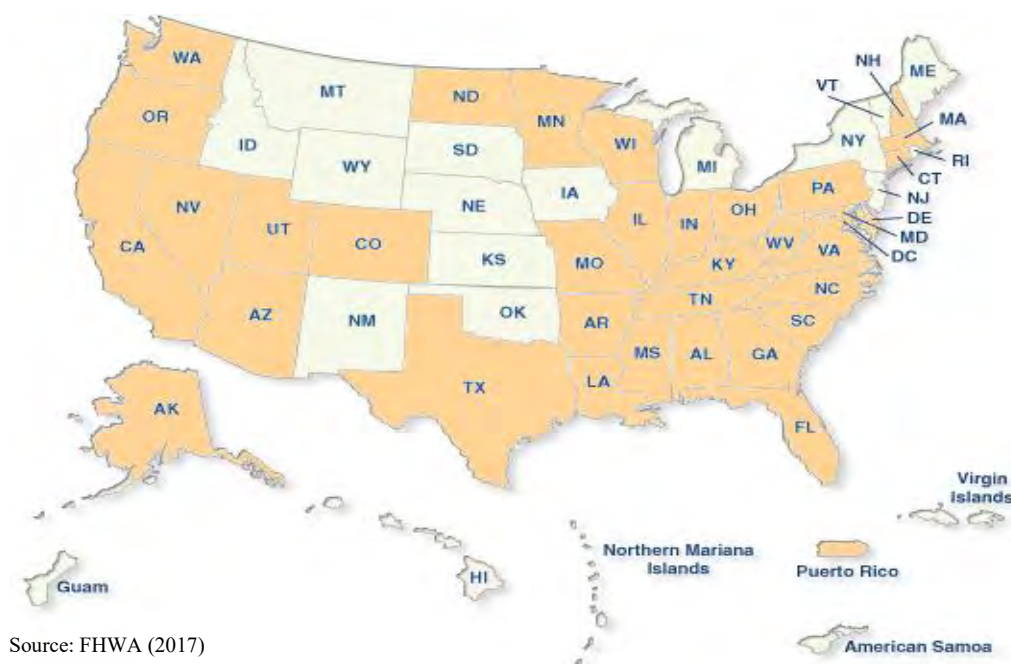 WA
MT
ND
MN
OR
ID
SD
WI
WY
MI
NH
VT
ME
MA
NY
RI
CT
NJ
DE
MD
DC
IA
NE
PA
NV
UT
CO
IL
IN
OH
WV
VA
CA
KS
MO
KY
NC
TN
AZ
NM
OK
AR
SC
MS
AL
GA
TX
LA
FL
AK
HI
Guam
Northern Mariana
Islands
Virgin
Islands
Puerto Rico
American Samoa
Source: FHWA (2017)